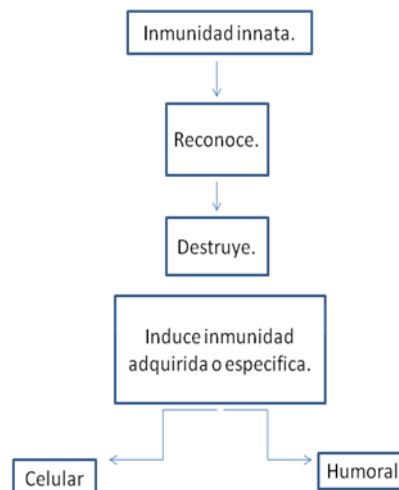 Inmunidad innata.
Reconoce.
Destruye.
Induce inmunidad
adquirida o especifica.
Celular
Humoral